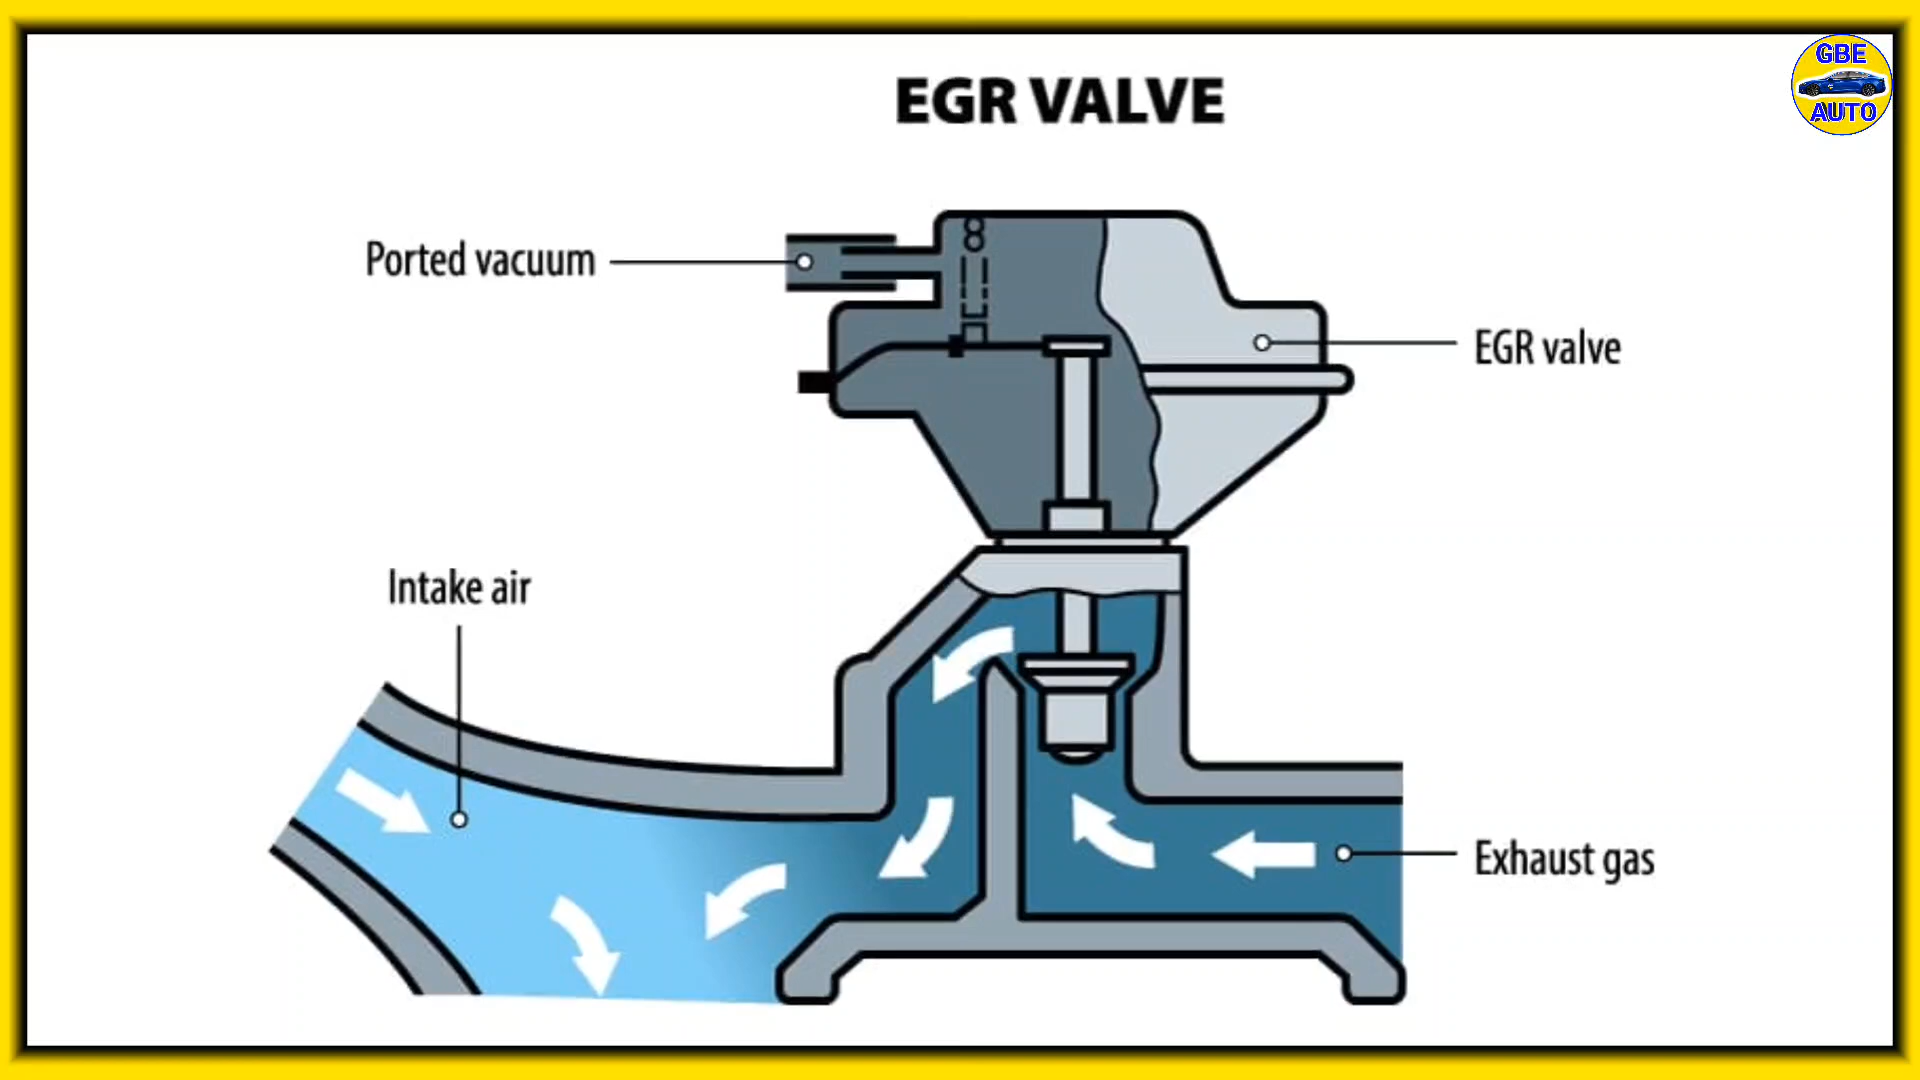 GBE
AUTO
EGR VALVE
Ported vacuum
EGR valve
Intake air
Exhaust gas